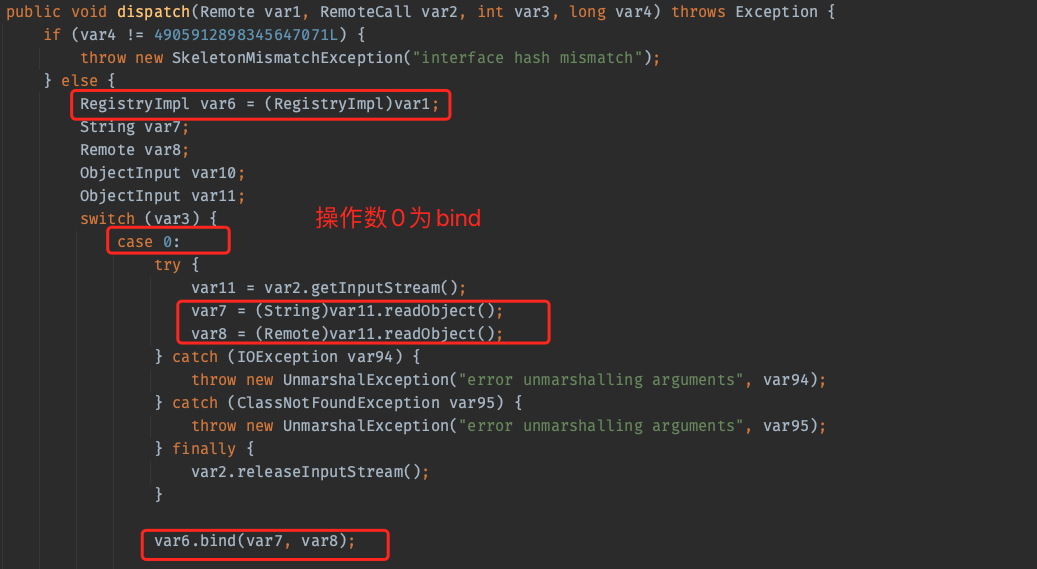 public void dispatch(Remote var1, RemoteCall var2, int var3, long var4) throws Exception {
if (var4 != 4905912898345647071L) {
throw new SkeletonMismatchException("interface hash mismatch");
} else {
RegistryImpl var6 = (RegistryImpl)var1;
String var7;
Remote var8;
ObjectInput var10;
ObjectInput var11;
switch (var3) {
操作数0为bind
case 0:
try {
var11 = var2.getInputStream();
var7 = (String)var11.readObject();
var8 = (Remote)var11.readObject();
} catch (IOException var94) {
throw new UnmarshalException("error unmarshalling arguments", var94);
} catch (ClassNotFoundException var95) {
throw new UnmarshalException("error unmarshalling arguments", var95);
} finally {
var2.releaseInputStream();
}
var6.bind(var7, var8);